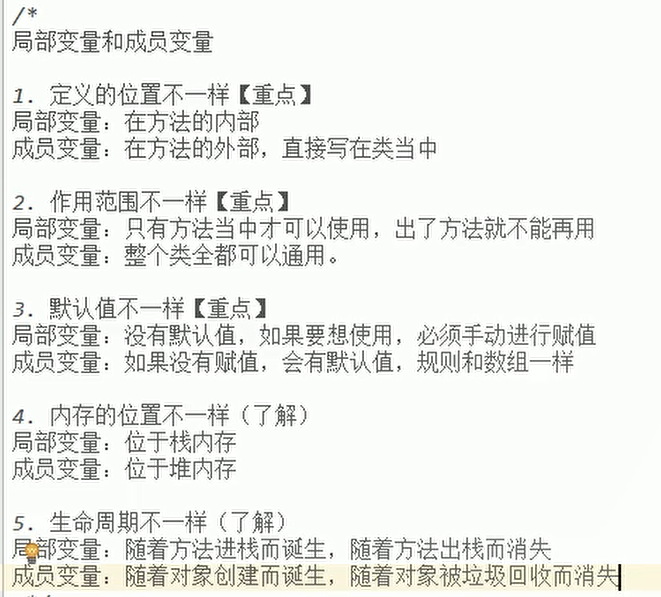 /*
局部变量和成员变量
1. 定义的位置不一样【重点】
局部变量：在方法的内部
成员变量：在方法的外部，直接写在类当中
2. 作用范围不一样【重点】
局部变量：只有方法当中才可以使用，出了方法就不能再用
成员变量：整个类全都可以通用。
3. 默认值不一样【重点】
局部变量：没有默认值，如果要想使用，必须手动进行赋值
成员变量：如果没有赋值，会有默认值，规则和数组一样
4. 内存的位置不一样（了解）
局部变量：位于栈内存
成员变量：位于堆内存
5. 生命周期不一样（了解）
局部变量：随着方法进栈而诞生，随着方法出栈而消失
成员变量：随着对象创建而诞生，随着对象被垃圾回收而消失